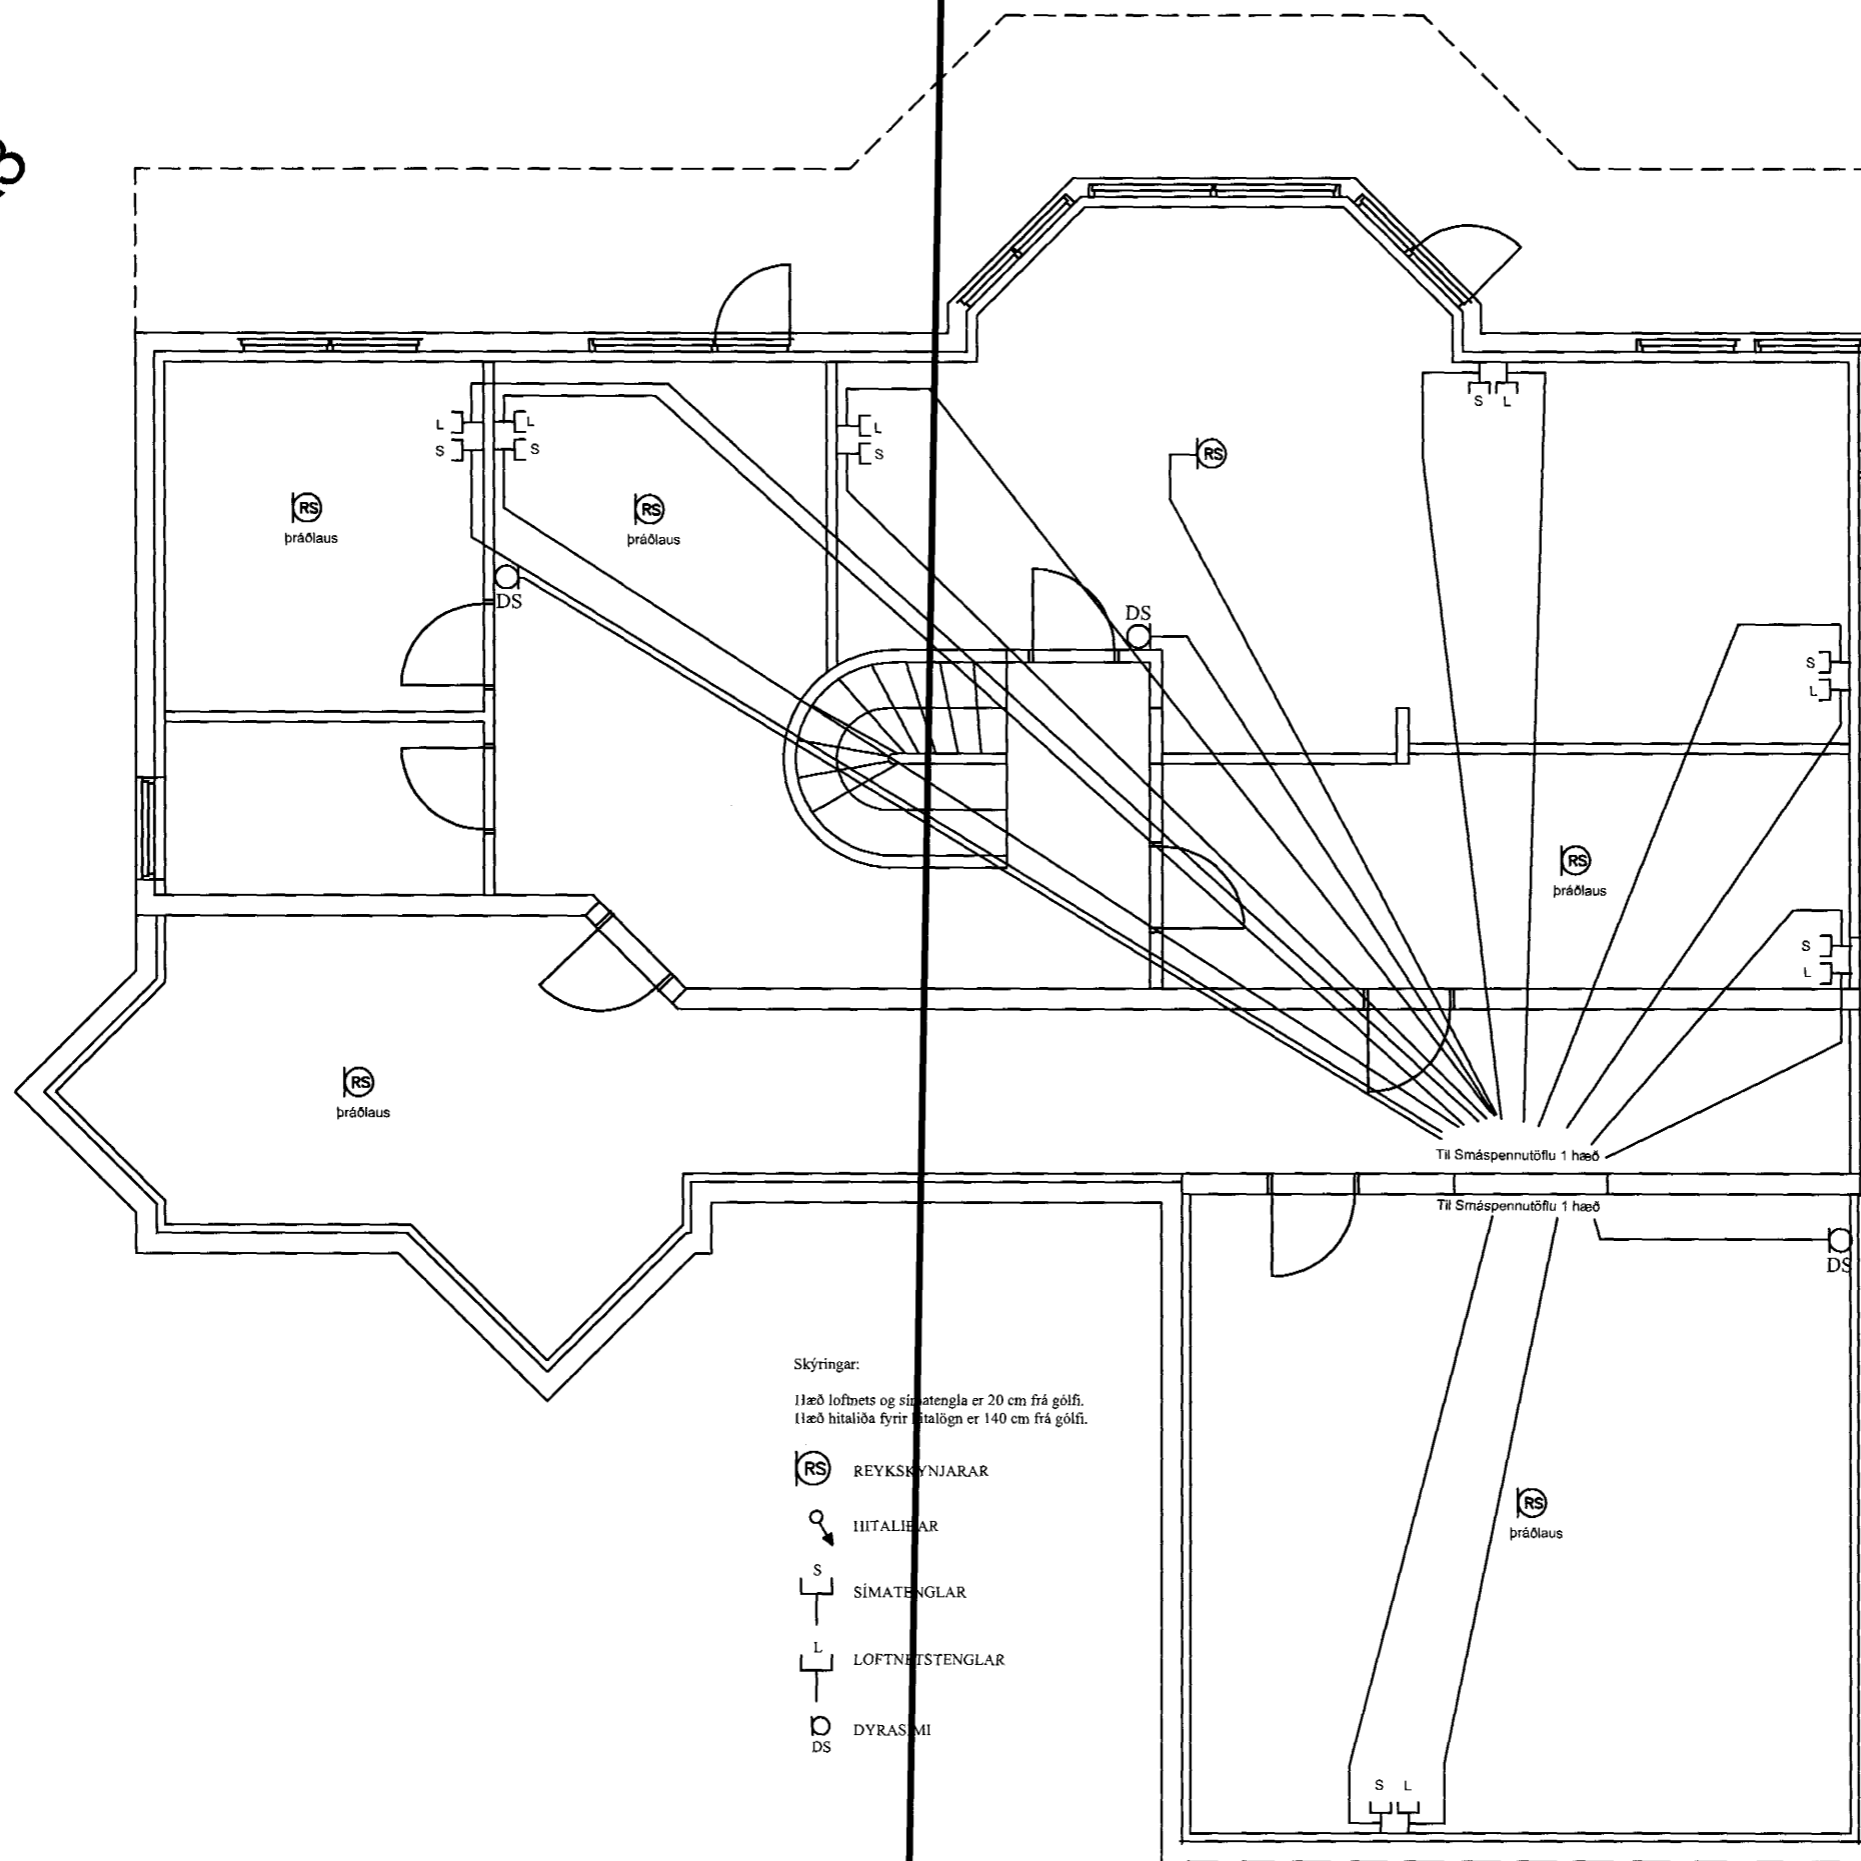 L
S
L
S
L
S
S
L
RS
RS
þráðlaus
RS
þráðlaus
DS
DS
S
L
RS
þráðlaus
S
L
RS
þráðlaus
Til Smáspennutöflu 1 hæð
Til Smáspennutöflu 1 hæð
DS
Skýringar:
Hæð loftnets og símatengla er 20 cm frá gólfi.
Hæð hitaliða fyrir hitalögn er 140 cm frá gólfi.
RS REYKSKYNJARAR
HITALIÐAR
S
SÍMATENGLAR
L
LOFTNETSTENGLAR
DYRASÍMI
DS
RS
þráðlaus
S L